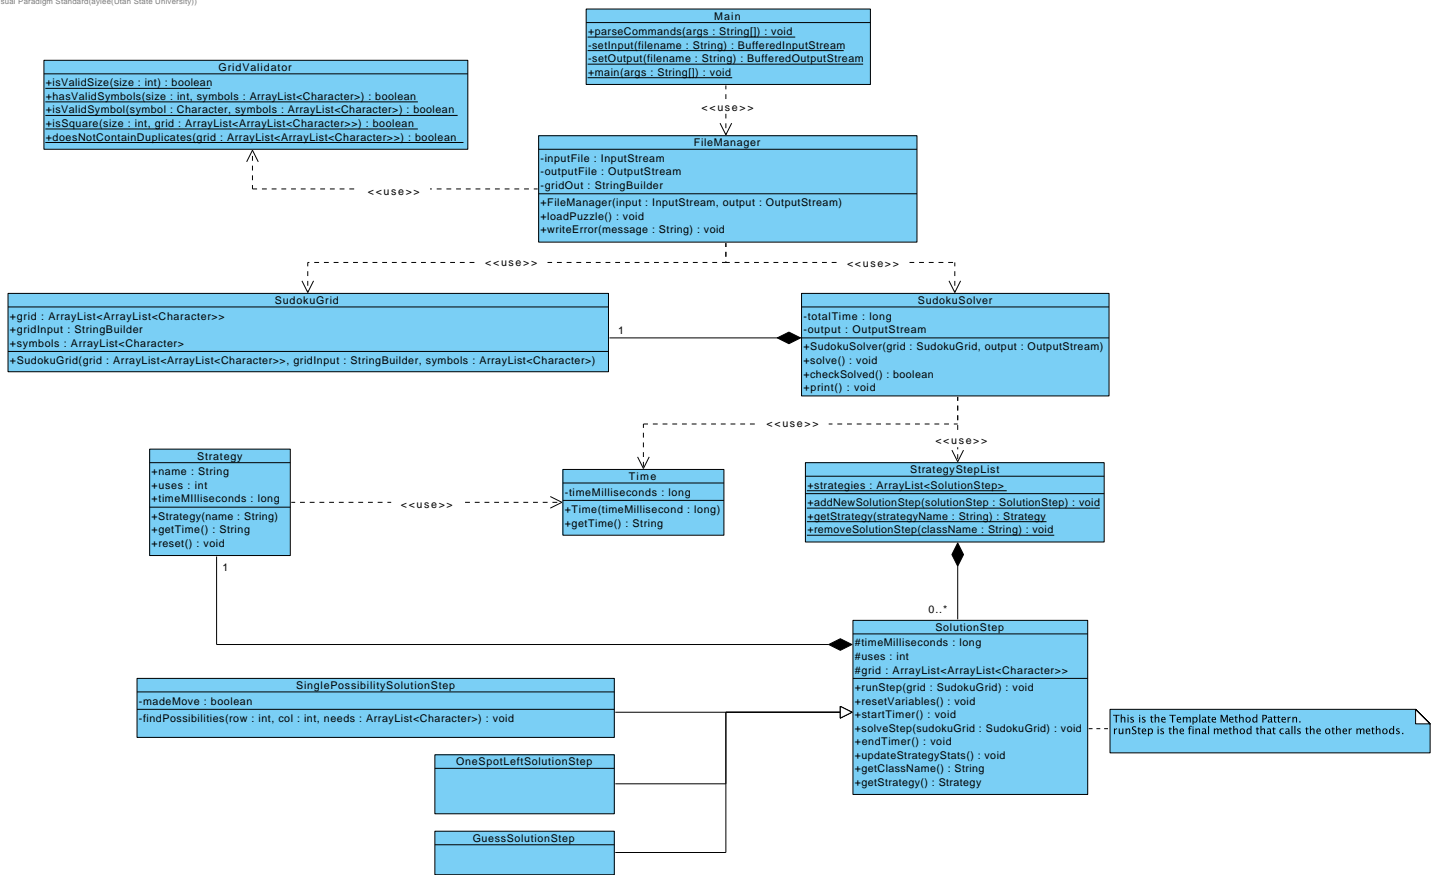 sual Paradigm Standard(aylee(Utah State University))
Main
+parseCommands(args : String[]) : void
-setInput(filename : String) : BufferedInputStream
-setOutput(filename : String) : BufferedOutputStream
+main(args : String[]) : void
<<use>>
GridValidator
+isValidSize(size : int) : boolean
+hasValidSymbols(size : int, symbols : ArrayList<Character>) : boolean
+isValidSymbol(symbol : Character, symbols : ArrayList<Character>) : boolean
+isSquare(size : int, grid : ArrayList<ArrayList<Character>>) : boolean
+doesNotContainDuplicates(grid : ArrayList<ArrayList<Character>>) : boolean
<<use>>
FileManager
-inputFile : InputStream
-outputFile : OutputStream
-gridOut : StringBuilder
+FileManager(input : InputStream, output : OutputStream)
+loadPuzzle() : void
+writeError(message : String) : void
<<use>>
<<use>>
SudokuGrid
+grid : ArrayList<ArrayList<Character>>
+gridInput : StringBuilder
+symbols : ArrayList<Character>
+SudokuGrid(grid : ArrayList<ArrayList<Character>>, gridInput : StringBuilder, symbols : ArrayList<Character>)
1
SudokuSolver
-totalTime : long
-output : OutputStream
+SudokuSolver(grid : SudokuGrid, output : OutputStream)
+solve() : void
+checkSolved() : boolean
+print() : void
<<use>>
<<use>>
Strategy
+name : String
+uses : int
+timeMIlliseconds : long
+Strategy(name : String)
+getTime() : String
+reset() : void
1
<<use>>
Time
-timeMilliseconds : long
+Time(timeMillisecond : long)
+getTime() : String
StrategyStepList
+strategies : ArrayList<SolutionStep>
+addNewSolutionStep(solutionStep : SolutionStep) : void
+getStrategy(strategyName : String) : Strategy
+removeSolutionStep(className : String) : void
0..*
SolutionStep
#timeMilliseconds : long
#uses : int
#grid : ArrayList<ArrayList<Character>>
+runStep(grid : SudokuGrid) : void
+resetVariables() : void
+startTimer() : void
+solveStep(sudokuGrid : SudokuGrid) : void
+endTimer() : void
+updateStrategyStats() : void
+getClassName() : String
+getStrategy() : Strategy
This is the Template Method Pattern.
runStep is the final method that calls the other methods.
SinglePossibilitySolutionStep
-madeMove : boolean
-findPossibilities(row : int, col : int, needs : ArrayList<Character>) : void
OneSpotLeftSolutionStep
GuessSolutionStep